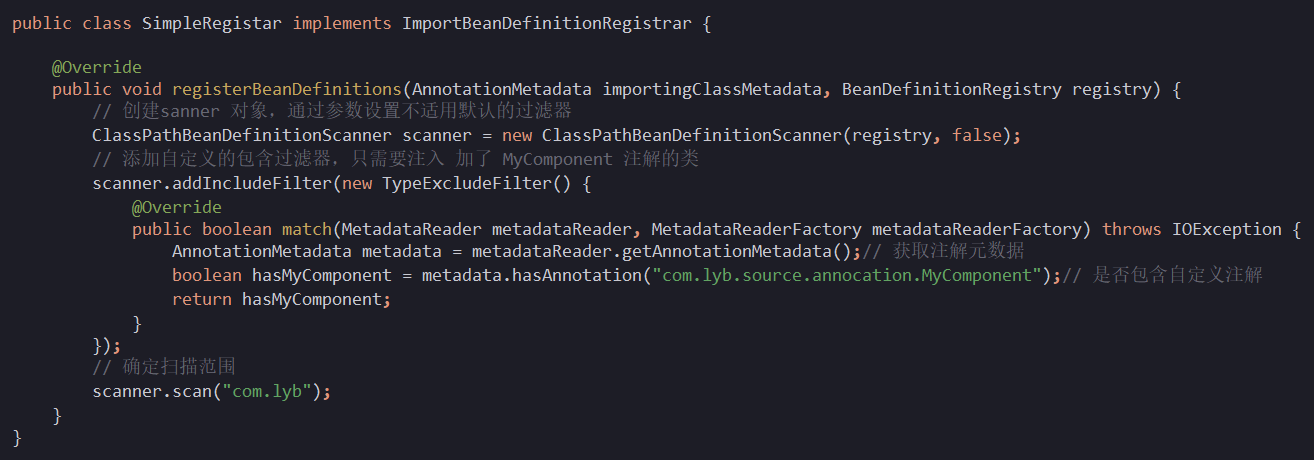 public class SimpleRegistar implements ImportBeanDefinitionRegistrar {
@Override
public void registerBeanDefinitions(AnnotationMetadata importingClassMetadata, BeanDefinitionRegistry registry) {
// 创建sanner 对象，通过参数设置不适用默认的过滤器
ClassPathBeanDefinitionScanner scanner = new ClassPathBeanDefinitionScanner(registry, false);
// 添加自定义的包含过滤器，只需要注入 加了 MyComponent 注解的类
scanner.addIncludeFilter(new TypeExcludeFilter() {
@Override
public boolean match(MetadataReader metadataReader, MetadataReaderFactory metadataReaderFactory) throws IOException {
AnnotationMetadata metadata = metadataReader.getAnnotationMetadata();// 获取注解元数据
boolean hasMyComponent = metadata.hasAnnotation("com.lyb.source.annocation.MyComponent");// 是否包含自定义注解
return hasMyComponent;
}
});
// 确定扫描范围
scanner.scan("com.lyb");
}
}